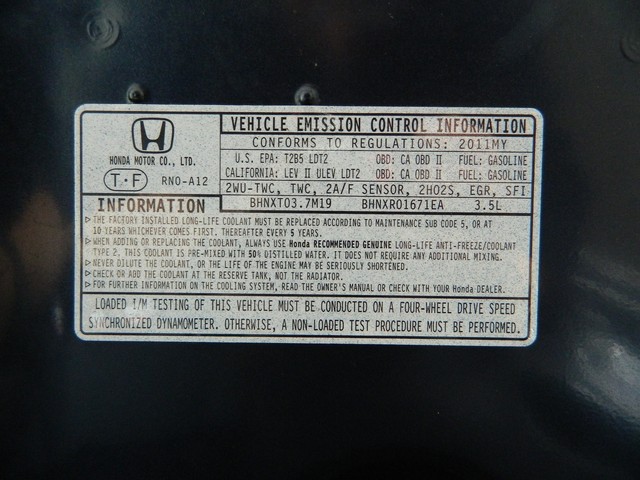 HONDA MOTOR CO., LTD.
T·F RN0-A12
VEHICLE EMISSION CONTROL INFORMATION
CONFORMS TO REGULATIONS: 2011MY
U.S. EPA: T2B5 LDT2 OBD: CA OBD II FUEL: GASOLINE
CALIFORNIA: LEV II ULEV LDT2 OBD: CA OBD II FUEL: GASOLINE
2WU-TWC, TWC, 2A/F SENSOR, 2HO2S, EGR, SFI
BHNXT03.7M19 BHNXR01671EA 3.5L
INFORMATION
▷THE FACTORY INSTALLED LONG-LIFE COOLANT MUST BE REPLACED ACCORDING TO MAINTENANCE SUB CODE 5, OR AT
10 YEARS WHICHEVER COMES FIRST. THEREAFTER EVERY 5 YEARS.
▷WHEN ADDING OR REPLACING THE COOLANT, ALWAYS USE Honda RECOMMENDED GENUINE LONG-LIFE ANTI-FREEZE/COOLANT
TYPE 2. THIS COOLANT IS PRE-MIXED WITH 50% DISTILLED WATER. IT DOES NOT REQUIRE ANY ADDITIONAL MIXING.
▷NEVER DILUTE THE COOLANT, OR THE LIFE OF THE ENGINE MAY BE SERIOUSLY SHORTENED.
▷CHECK OR ADD THE COOLANT AT THE RESERVE TANK, NOT THE RADIATOR.
▷FOR FURTHER INFORMATION ON THE COOLING SYSTEM, READ THE OWNER'S MANUAL OR CHECK WITH YOUR Honda DEALER.
LOADED I/M TESTING OF THIS VEHICLE MUST BE CONDUCTED ON A FOUR-WHEEL DRIVE SPEED
SYNCHRONIZED DYNAMOMETER. OTHERWISE, A NON-LOADED TEST PROCEDURE MUST BE PERFORMED.